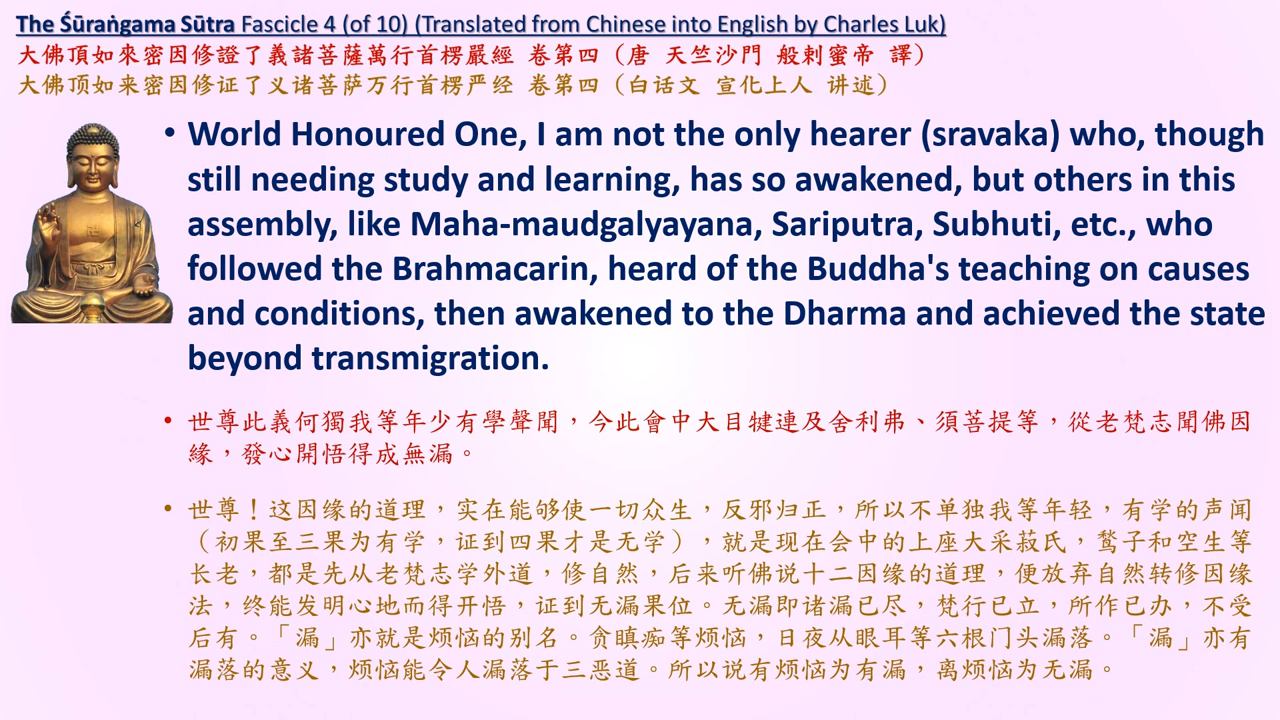 The Śūraṅgama Sūtra Fascicle 4 (of 10) (Translated from Chinese into English by Charles Luk)
大佛頂如來密因修證了義諸菩薩萬行首楞嚴經 卷第四（唐 天竺沙門 般剌蜜帝 譯）
大佛顶如来密因修证了义诸菩萨万行首楞严经 卷第四（白话文 宣化上人 讲述）
• World Honoured One, I am not the only hearer (sravaka) who, though
still needing study and learning, has so awakened, but others in this
assembly, like Maha-maudgalyayana, Sariputra, Subhuti, etc., who
followed the Brahmacarin, heard of the Buddha's teaching on causes
and conditions, then awakened to the Dharma and achieved the state
beyond transmigration.
• 世尊此義何獨我等年少有學聲聞，今此會中大目犍連及舍利弗、須菩提等，從老梵志聞佛因
緣，發心開悟得成無漏。
• 世尊！这因缘的道理，实在能够使一切众生，反邪归正，所以不单独我等年轻，有学的声闻
（初果至三果为有学，证到四果才是无学），就是现在会中的上座大采菽氏，鹙子和空生等
长老，都是先从老梵志学外道，修自然，后来听佛说十二因缘的道理，便放弃自然转修因缘
法，终能发明心地而得开悟，证到无漏果位。无漏即诸漏已尽，梵行已立，所作已办，不受
后有。「漏」亦就是烦恼的别名。贪瞋痴等烦恼，日夜从眼耳等六根门头漏落。「漏」亦有
漏落的意义，烦恼能令人漏落于三恶道。所以说有烦恼为有漏，离烦恼为无漏。